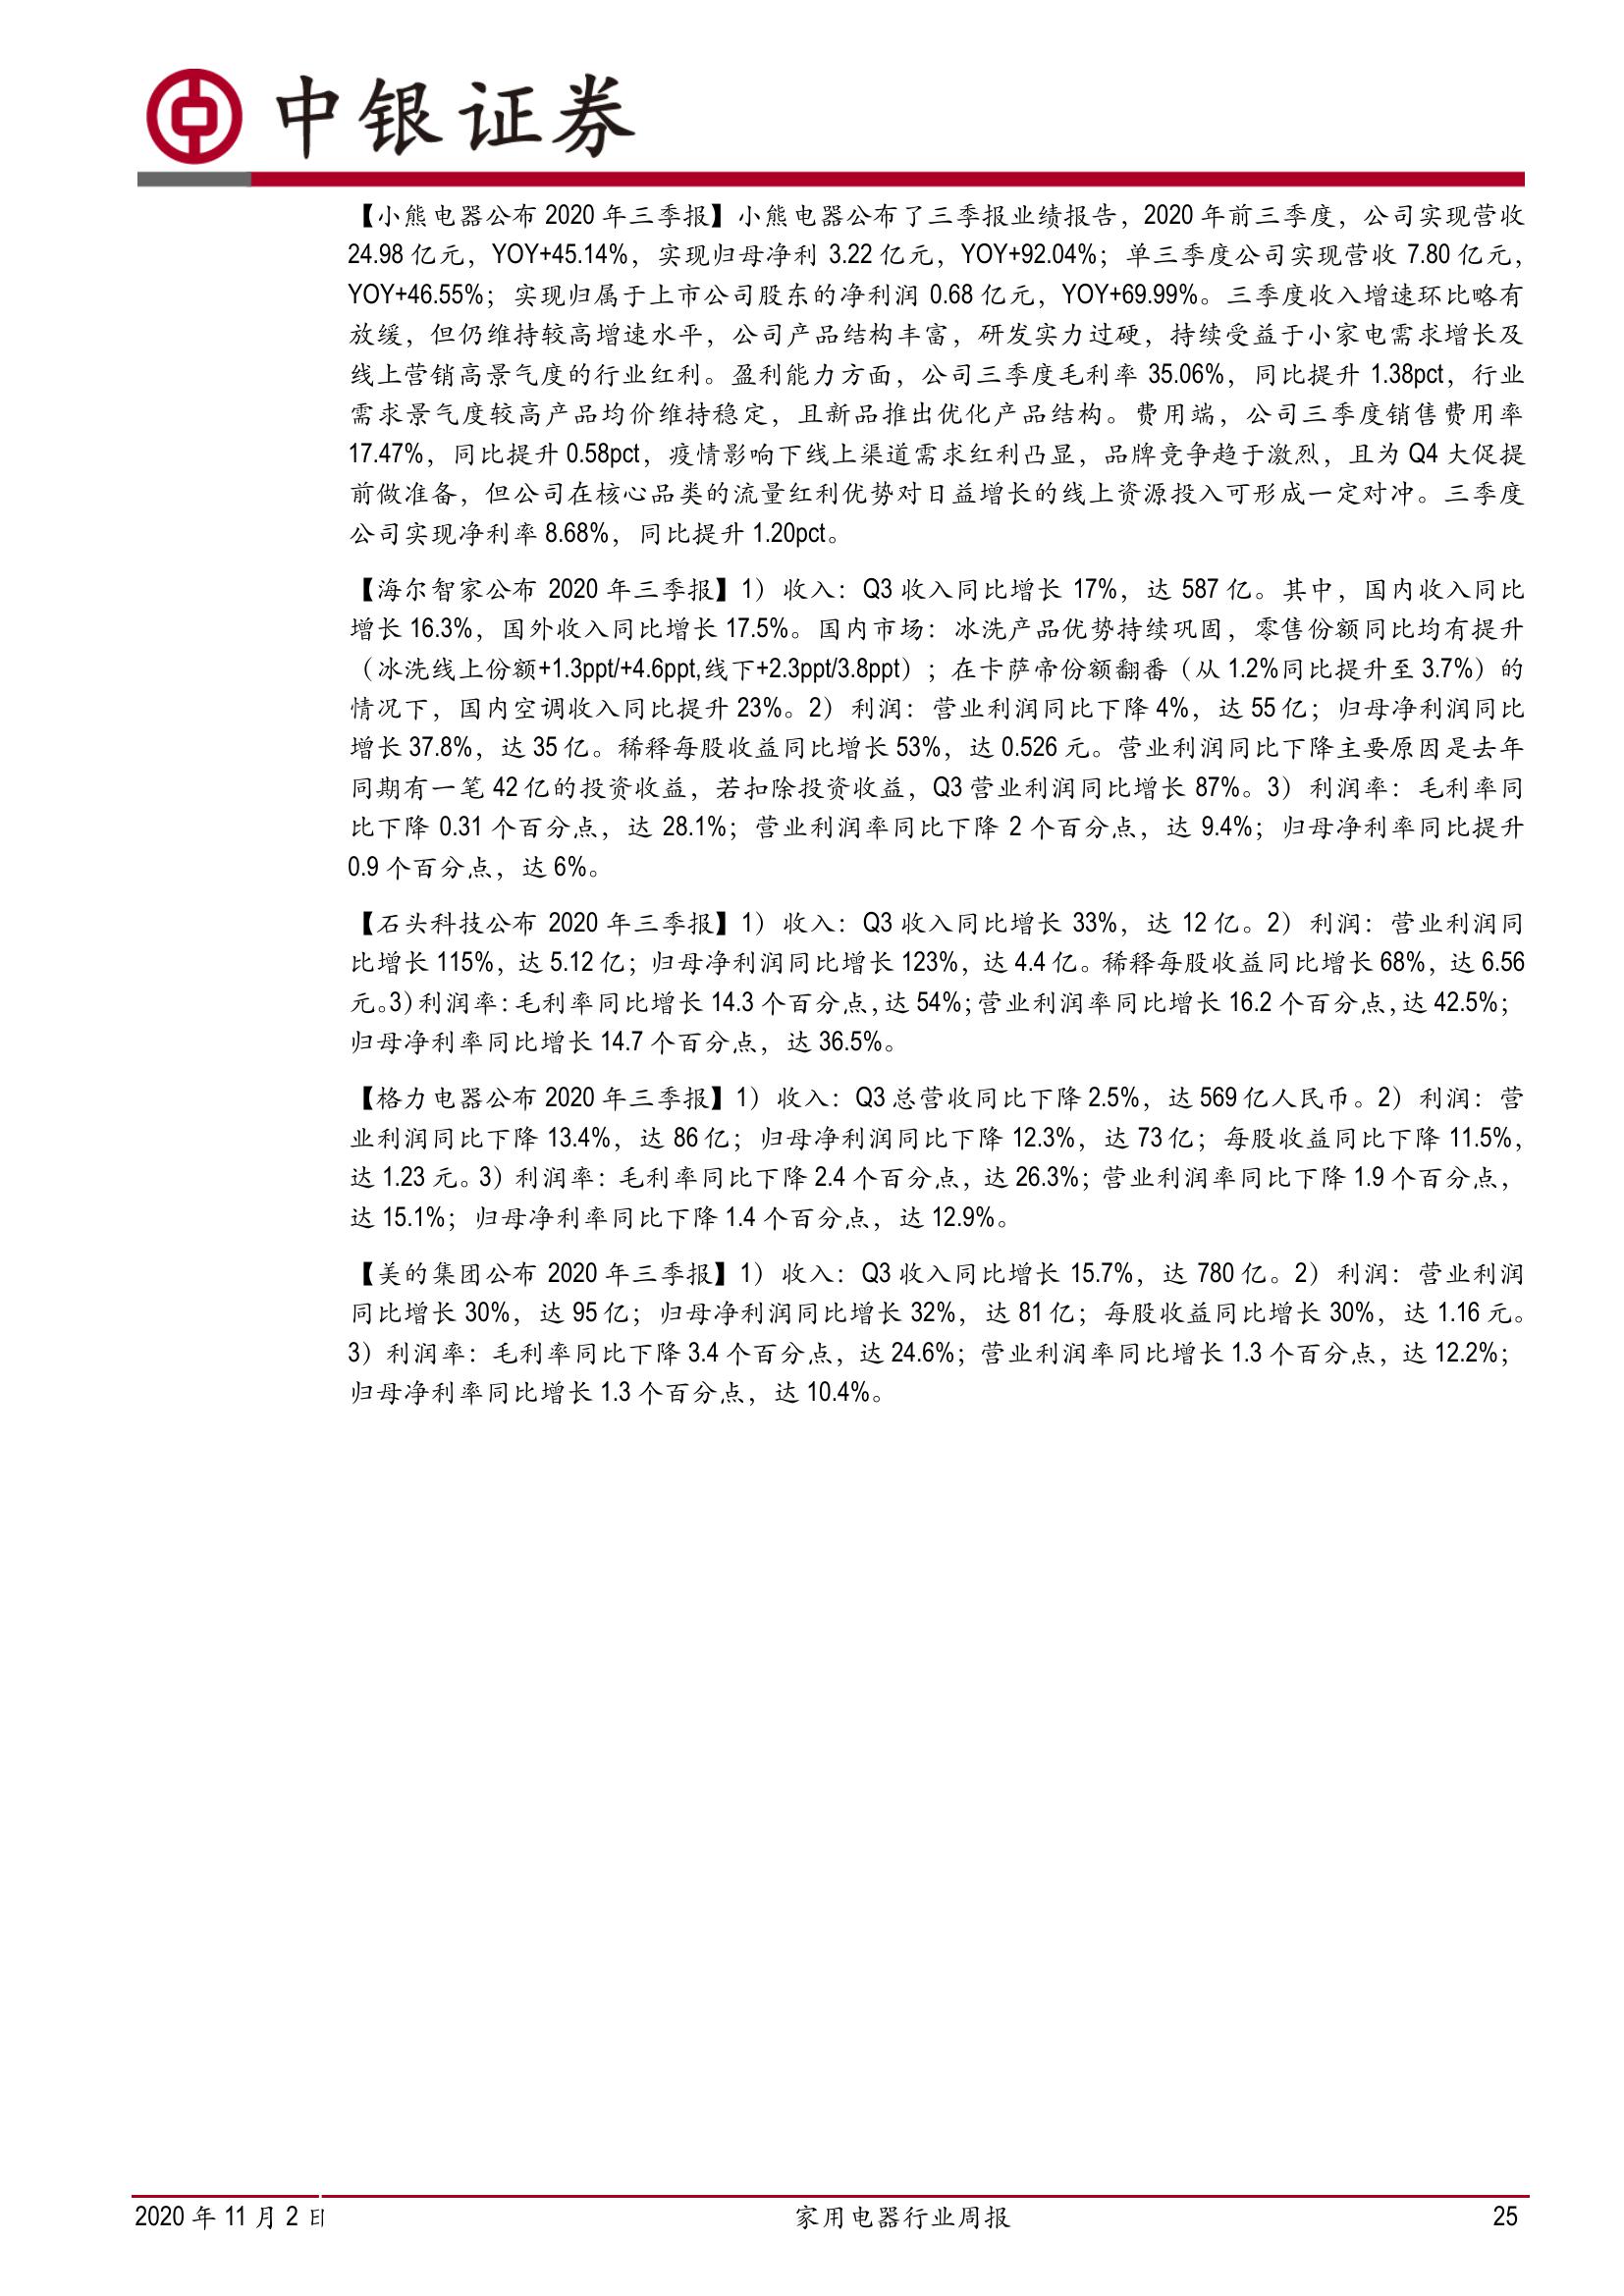 中银证券
【小熊电器公布 2020 年三季报】小熊电器公布了三季报业绩报告，2020 年前三季度，公司实现营收
24.98 亿元，YOY+45.14%，实现归母净利 3.22 亿元，YOY+92.04%；单三季度公司实现营收 7.80 亿元，
YOY+46.55%；实现归属于上市公司股东的净利润 0.68 亿元，YOY+69.99%。三季度收入增速环比略有
放缓，但仍维持较高增速水平，公司产品结构丰富，研发实力过硬，持续受益于小家电需求增长及
线上营销高景气度的行业红利。盈利能力方面，公司三季度毛利率 35.06%，同比提升 1.38pct，行业
需求景气度较高产品均价维持稳定，且新品推出优化产品结构。费用端，公司三季度销售费用率
17.47%，同比提升 0.58pct，疫情影响下线上渠道需求红利凸显，品牌竞争趋于激烈，且为 Q4 大促提
前做准备，但公司在核心品类的流量红利优势对日益增长的线上资源投入可形成一定对冲。三季度
公司实现净利率 8.68%，同比提升 1.20pct。
【海尔智家公布 2020 年三季报】1）收入：Q3 收入同比增长 17%，达 587 亿。其中，国内收入同比
增长 16.3%，国外收入同比增长 17.5%。国内市场：冰洗产品优势持续巩固，零售份额同比均有提升
（冰洗线上份额+1.3ppt/+4.6ppt,线下+2.3ppt/3.8ppt）；在卡萨帝份额翻番（从 1.2%同比提升至 3.7%）的
情况下，国内空调收入同比提升 23%。2）利润：营业利润同比下降 4%，达 55 亿；归母净利润同比
增长 37.8%，达 35 亿。稀释每股收益同比增长 53%，达 0.526 元。营业利润同比下降主要原因是去年
同期有一笔 42 亿的投资收益，若扣除投资收益，Q3 营业利润同比增长 87%。3）利润率：毛利率同
比下降 0.31 个百分点，达 28.1%；营业利润率同比下降 2 个百分点，达 9.4%；归母净利率同比提升
0.9 个百分点，达 6%。
【石头科技公布 2020 年三季报】1）收入：Q3 收入同比增长 33%，达 12 亿。2）利润：营业利润同
比增长 115%，达 5.12 亿；归母净利润同比增长 123%，达 4.4 亿。稀释每股收益同比增长 68%，达 6.56
元。3）利润率：毛利率同比增长 14.3 个百分点，达 54%；营业利润率同比增长 16.2 个百分点，达 42.5%；
归母净利率同比增长 14.7 个百分点，达 36.5%。
【格力电器公布 2020 年三季报】1）收入：Q3 总营收同比下降 2.5%，达 569 亿人民币。2）利润：营
业利润同比下降 13.4%，达 86 亿；归母净利润同比下降 12.3%，达 73 亿；每股收益同比下降 11.5%，
达 1.23 元。3）利润率：毛利率同比下降 2.4 个百分点，达 26.3%；营业利润率同比下降 1.9 个百分点，
达 15.1%；归母净利率同比下降 1.4 个百分点，达 12.9%。
【美的集团公布 2020 年三季报】1）收入：Q3 收入同比增长 15.7%，达 780 亿。2）利润：营业利润
同比增长 30%，达 95 亿；归母净利润同比增长 32%，达 81 亿；每股收益同比增长 30%，达 1.16 元。
3）利润率：毛利率同比下降 3.4 个百分点，达 24.6%；营业利润率同比增长 1.3 个百分点，达 12.2%；
归母净利率同比增长 1.3 个百分点，达 10.4%。
2020 年 11 月 2 日 家用电器行业周报 25